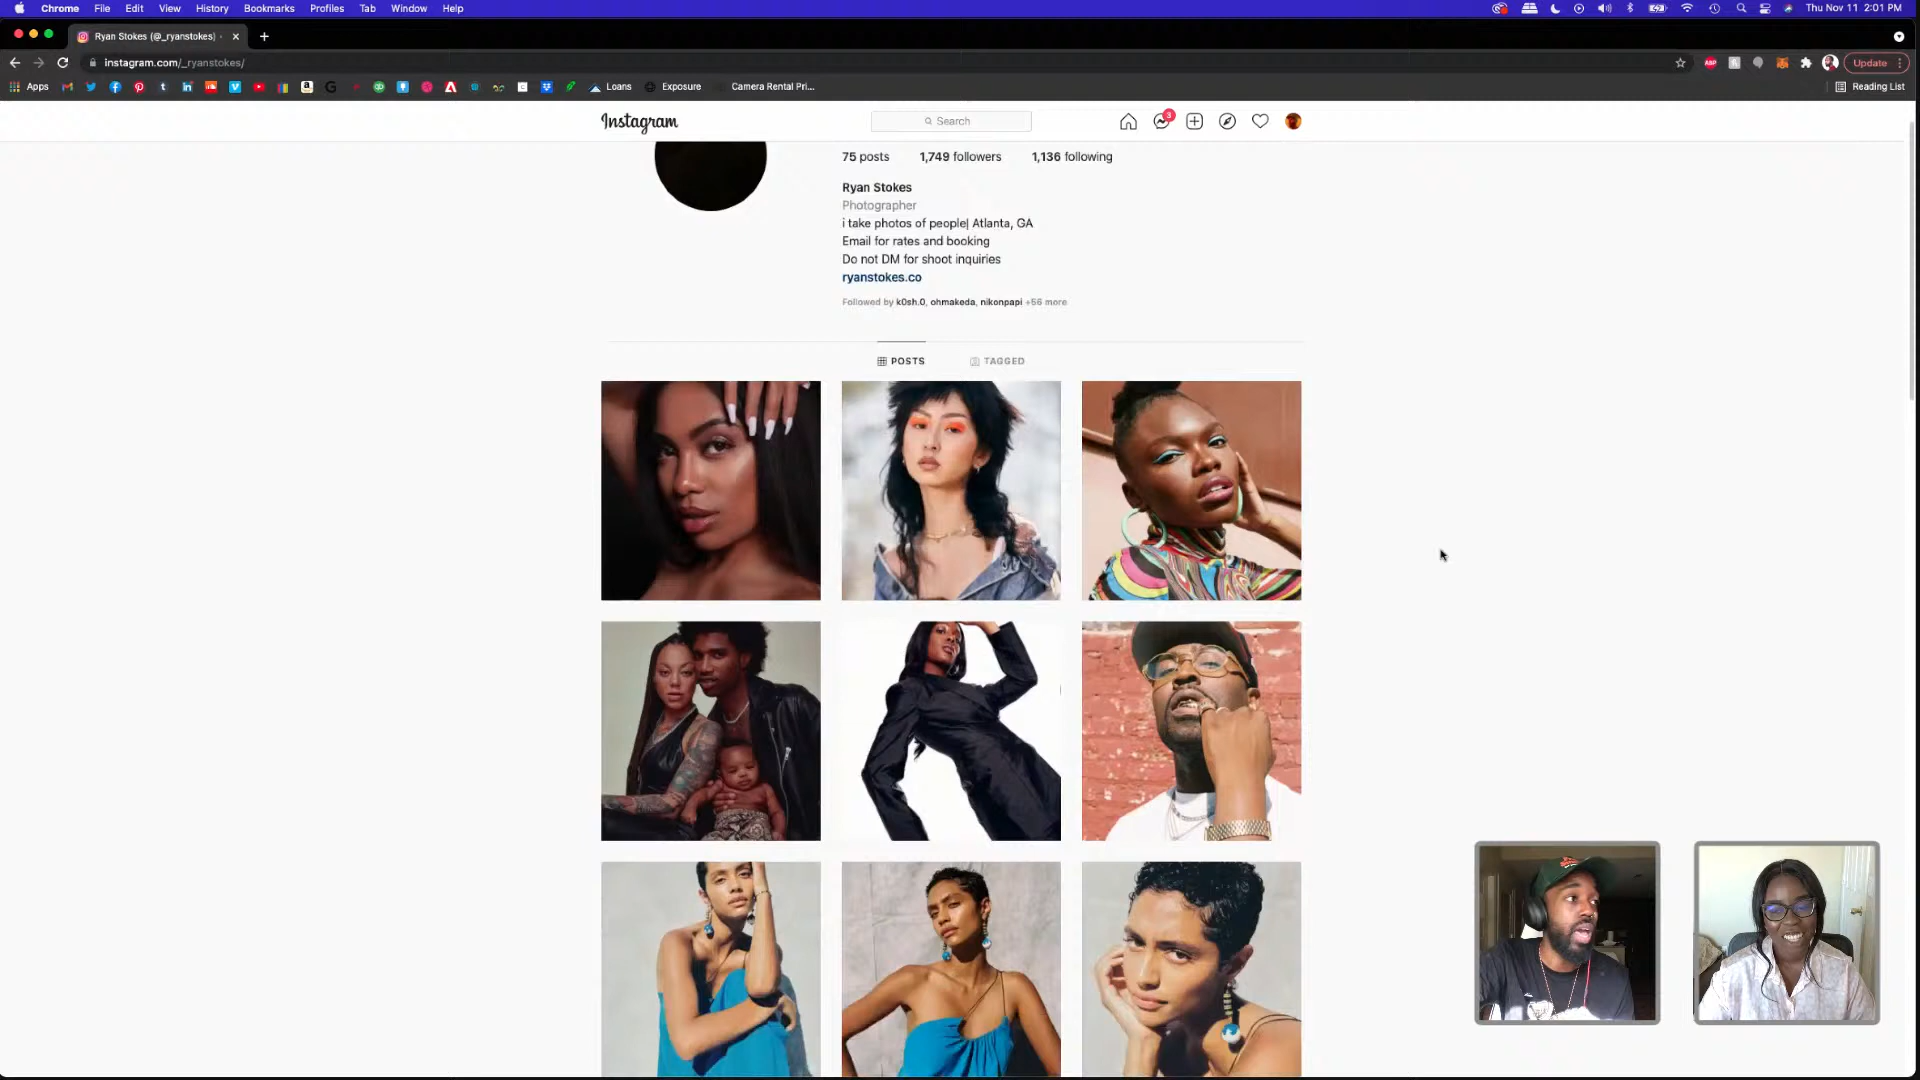 Chrome File Edit View History Bookmarks Profiles Tab Window Help
Thu Nov 11 2:01 PM
Ryan Stokes (@_ryanstokes)
instagram.com/_ryanstokes/
Update
Apps
Loans
Exposure
Camera Rental Pri...
Reading List
Instagram
Search
3
75 posts 1,749 followers 1,136 following
Ryan Stokes
Photographer
i take photos of people| Atlanta, GA
Email for rates and booking
Do not DM for shoot inquiries
ryanstokes.co
Followed by k0sh.0, ohmakeda, nikonpapi +56 more
POSTS
TAGGED